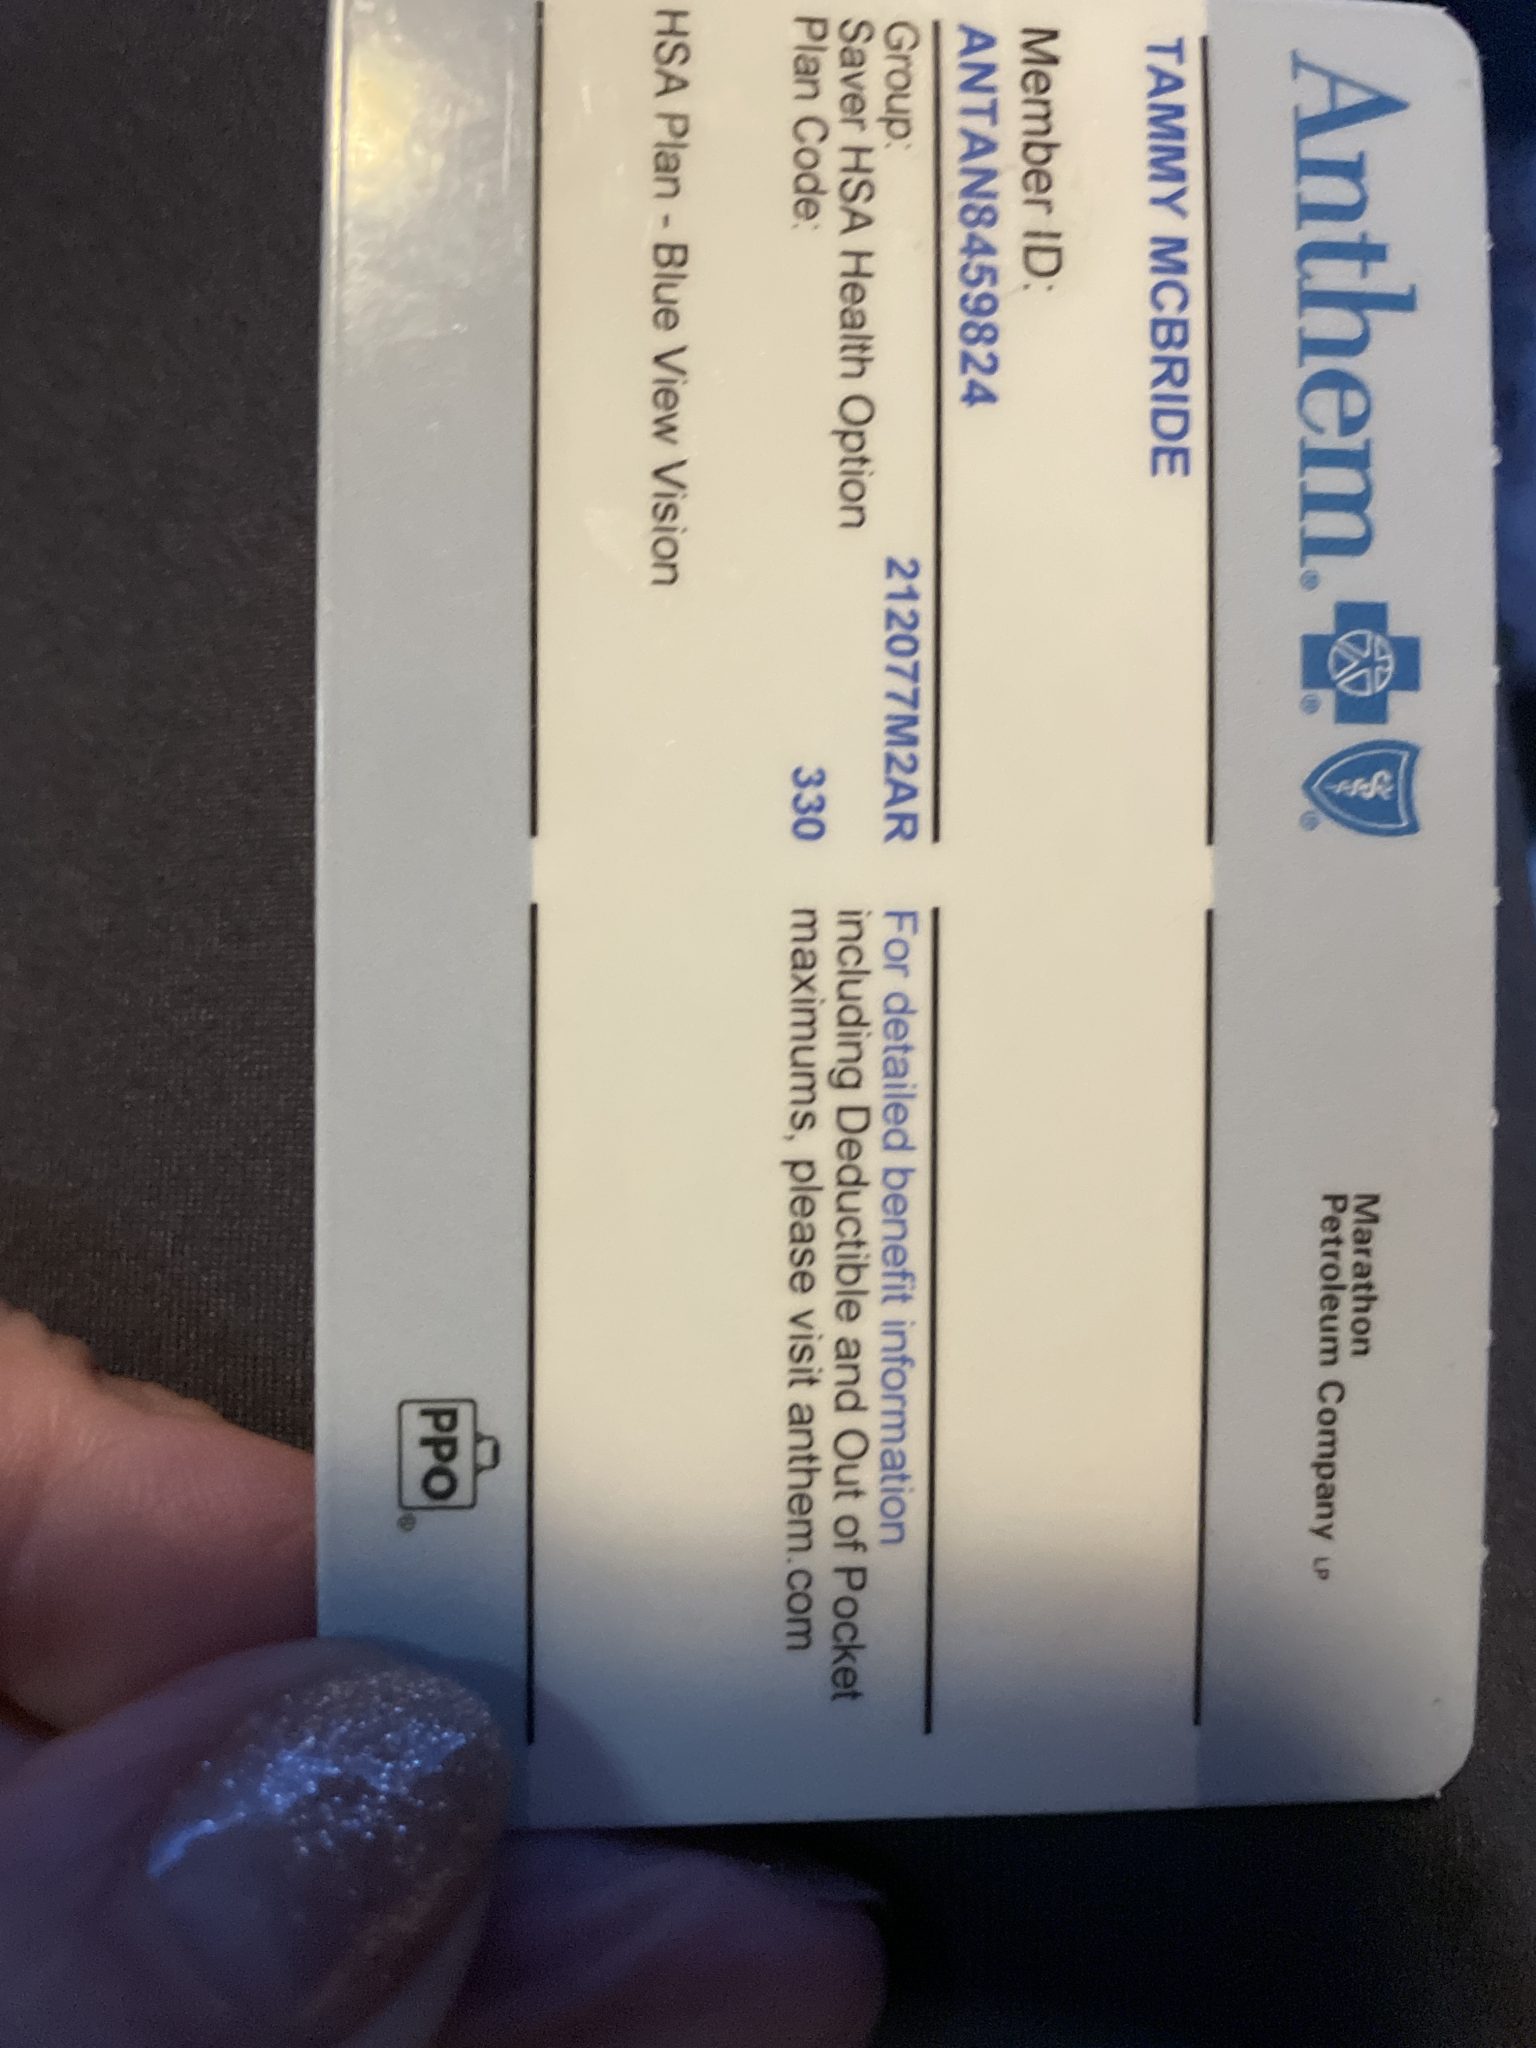 Anthem.®
Marathon
Petroleum Company LP
TAMMY MCBRIDE
Member ID:
ANTAN8459824
Group: 212077M2AR
Saver HSA Health Option
Plan Code: 330
For detailed benefit information
including Deductible and Out of Pocket
maximums, please visit anthem.com
HSA Plan - Blue View Vision
PPO®